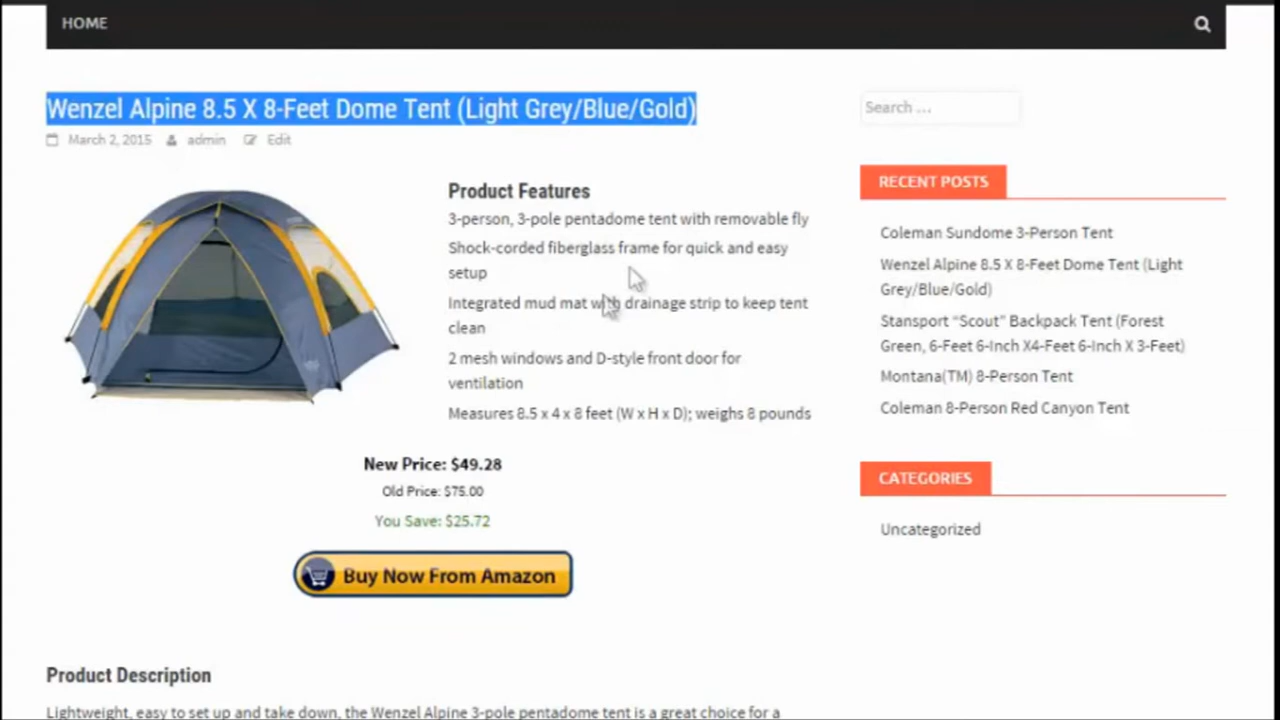 HOME
Wenzel Alpine 8.5 X 8-Feet Dome Tent (Light Grey/Blue/Gold)
March 2, 2015 admin Edit
Product Features
3-person, 3-pole pentadome tent with removable fly
Shock-corded fiberglass frame for quick and easy
setup
Integrated mud mat with drainage strip to keep tent
clean
2 mesh windows and D-style front door for
ventilation
Measures 8.5 x 4 x 8 feet (W x H x D); weighs 8 pounds
New Price: $49.28
Old Price: $75.00
You Save: $25.72
Buy Now From Amazon
Product Description
Lightweight, easy to set up and take down, the Wenzel Alpine 3-pole pentadome tent is a great choice for a
Search ...
RECENT POSTS
Coleman Sundome 3-Person Tent
Wenzel Alpine 8.5 X 8-Feet Dome Tent (Light
Grey/Blue/Gold)
Stansport “Scout” Backpack Tent (Forest
Green, 6-Feet 6-Inch X4-Feet 6-Inch X 3-Feet)
Montana(TM) 8-Person Tent
Coleman 8-Person Red Canyon Tent
CATEGORIES
Uncategorized